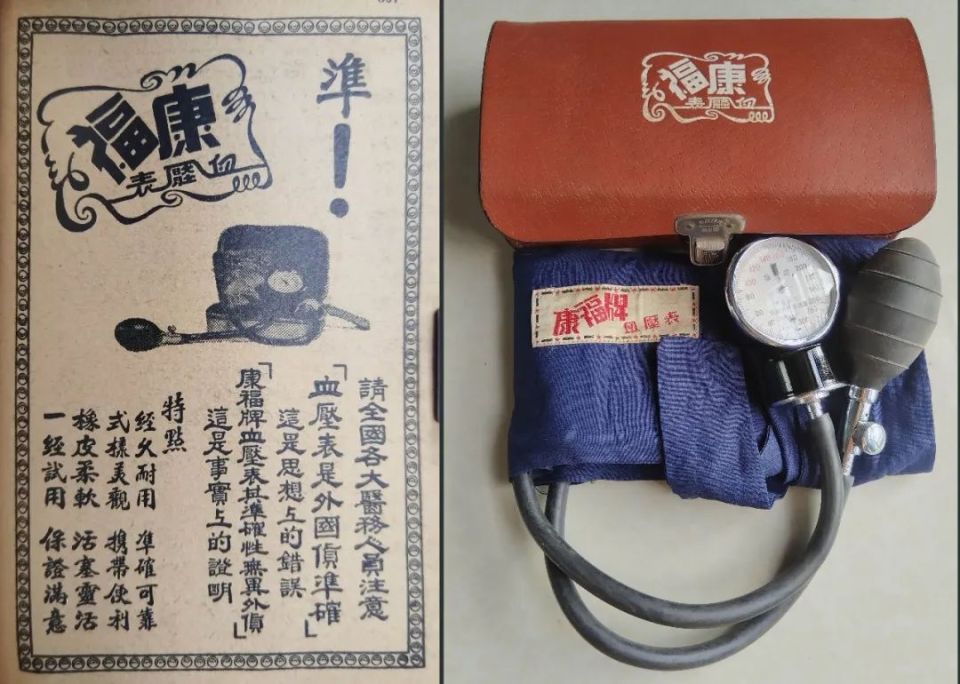 準！
康福
血壓表
請全國各大醫務人員注意
「血壓表是外國貨準確」
這是思想上的錯誤
「康福牌血壓表其準確性無異外貨」
這是事實上的證明
特點
經久耐用 準確可靠
式樣美觀 攜帶便利
橡皮柔軟 活塞靈活
一經試用 保證滿意
康福
血壓表
康福牌
血壓表